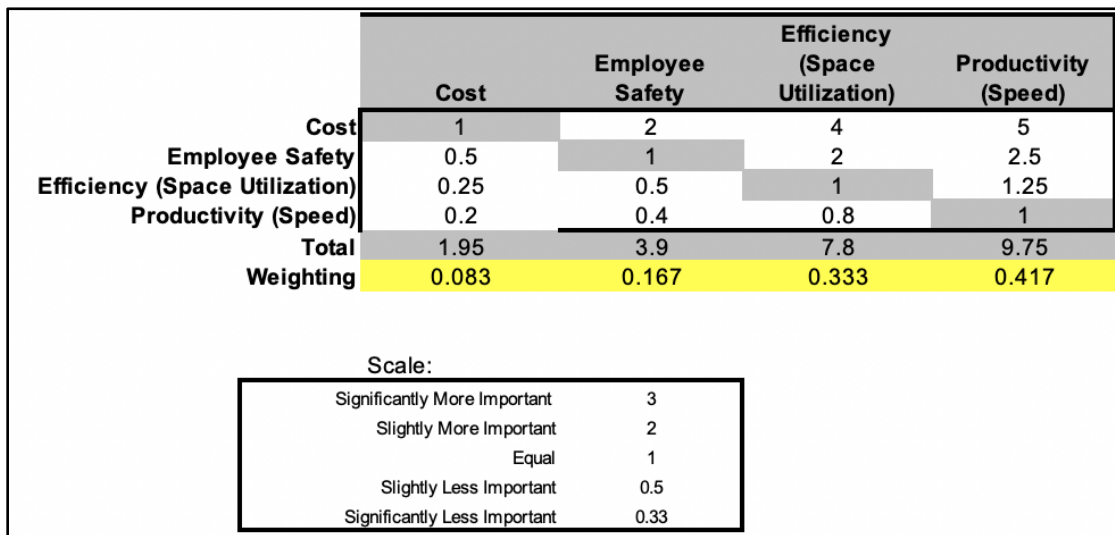 Cost Employee Safety Efficiency (Space Utilization) Productivity (Speed)
Cost 1 2 4 5
Employee Safety 0.5 1 2 2.5
Efficiency (Space Utilization) 0.25 0.5 1 1.25
Productivity (Speed) 0.2 0.4 0.8 1
Total 1.95 3.9 7.8 9.75
Weighting 0.083 0.167 0.333 0.417
Scale:
Significantly More Important 3
Slightly More Important 2
Equal 1
Slightly Less Important 0.5
Significantly Less Important 0.33